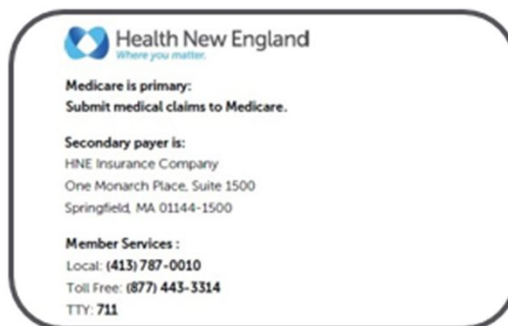 Health New England
Where you matter.
Medicare is primary:
Submit medical claims to Medicare.
Secondary payer is:
HNE Insurance Company
One Monarch Place, Suite 1500
Springfield, MA 01144-1500
Member Services :
Local: (413) 787-0010
Toll Free: (877) 443-3314
TTY: 711